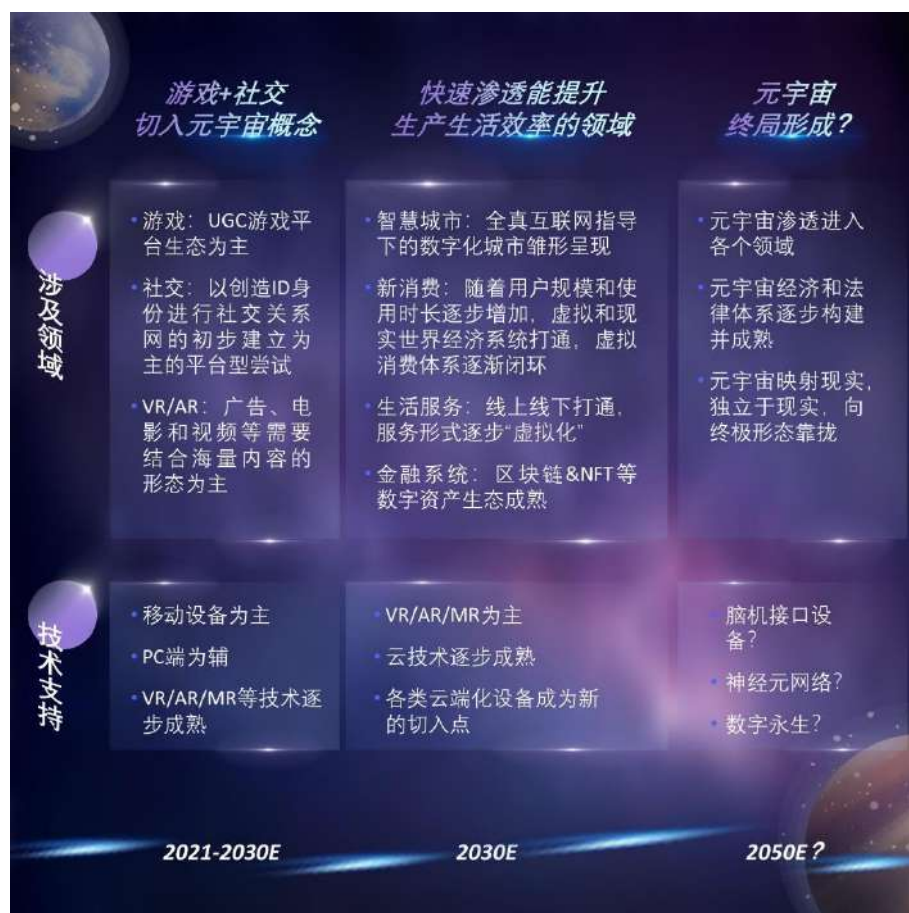 游戏+社交
切入元宇宙概念
快速渗透能提升
生产生活效率的领域
元宇宙
终局形成?
涉及领域
•游戏：UGC游戏平
台生态为主
•社交：以创造ID身
份进行社交关系
网的初步建立为
主的平台型尝试
•VR/AR：广告、电
影和视频等需要
结合海量内容的
形态为主
•智慧城市：全真互联网指导
下的数字化城市雏形呈现
•新消费：随着用户规模和使
用时长逐步增加，虚拟和现
实世界经济系统打通，虚拟
消费体系逐渐闭环
•生活服务：线上线下打通，
服务形式逐步“虚拟化”
•金融系统：区块链&NFT等
数字资产生态成熟
•元宇宙渗透进入
各个领域
•元宇宙经济和法
律体系逐步构建
并成熟
•元宇宙映射现实，
独立于现实，向
终极形态靠拢
技术支持
•移动设备为主
•PC端为辅
•VR/AR/MR等技术逐
步成熟
•VR/AR/MR为主
•云技术逐步成熟
•各类云端化设备成为新
的切入点
•脑机接口设
备?
•神经元网络?
•数字永生?
2021-2030E
2030E
2050E？